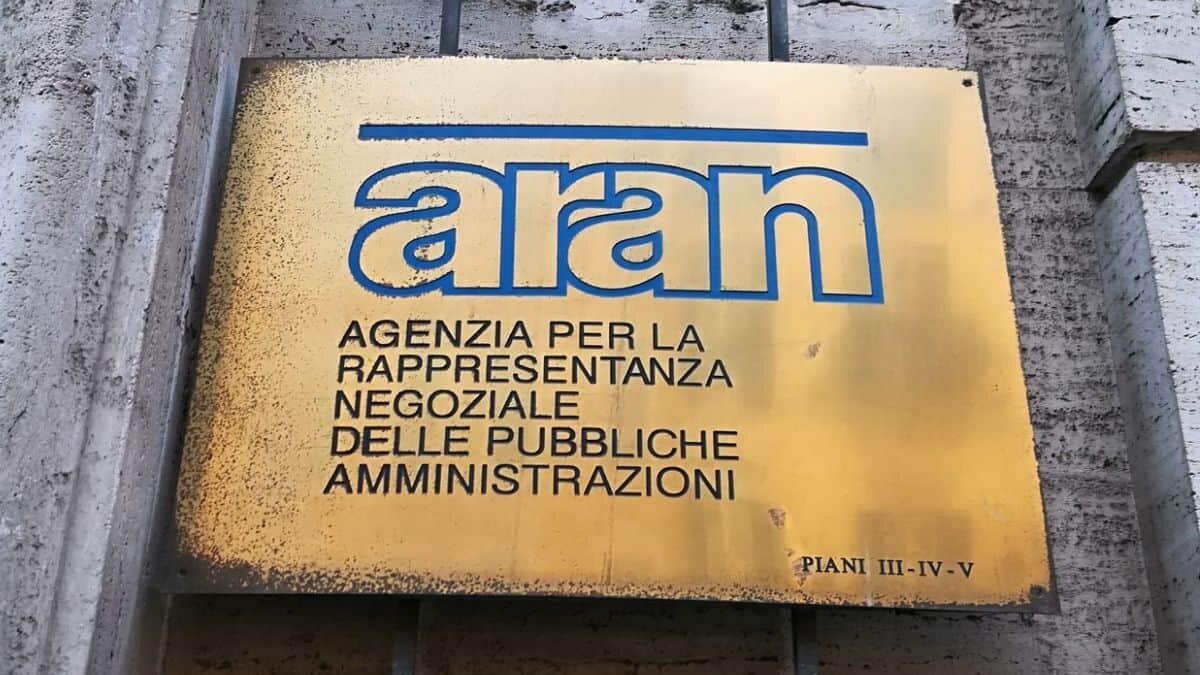 aran
AGENZIA PER LA
RAPPRESENTANZA
NEGOZIALE
DELLE PUBBLICHE
AMMINISTRAZIONI
PIANI III-IV-V